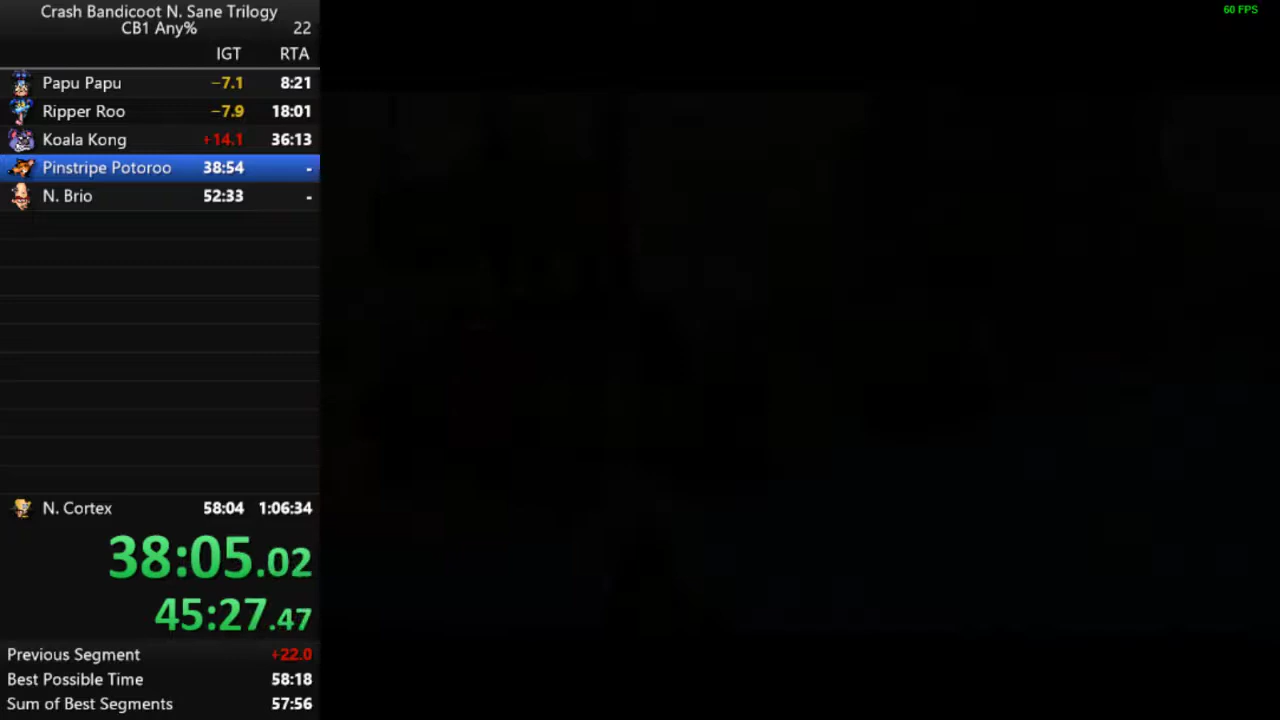 Crash Bandicoot N. Sane Trilogy
CB1 Any% 22
IGT RTA
Papu Papu −7.1 8:21
Ripper Roo −7.9 18:01
Koala Kong +14.1 36:13
Pinstripe Potoroo 38:54 -
N. Brio 52:33 -
N. Cortex 58:04 1:06:34
38:05.02
45:27.47
Previous Segment +22.0
Best Possible Time 58:18
Sum of Best Segments 57:56
60 FPS